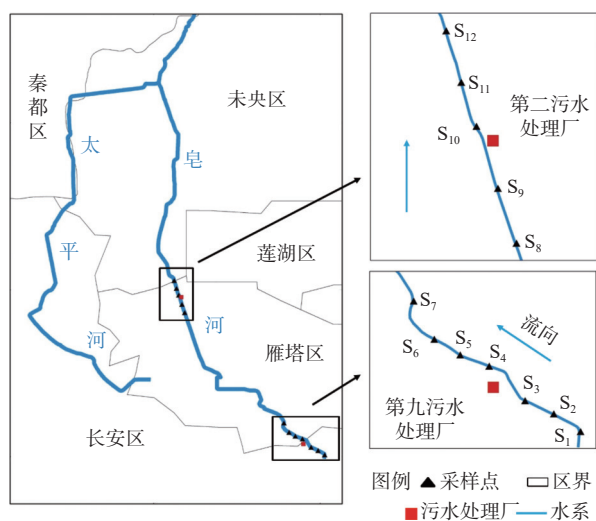 秦都区
未央区
太
皂
平
河
河
莲湖区
雁塔区
长安区
S₁₂
S₁₁
第二污水
处理厂
S₁₀
S₉
S₈
S₇
流向
S₆
S₅
S₄
S₃
S₂
S₁
第九污水
处理厂
图例 采样点 区界
污水处理厂 水系